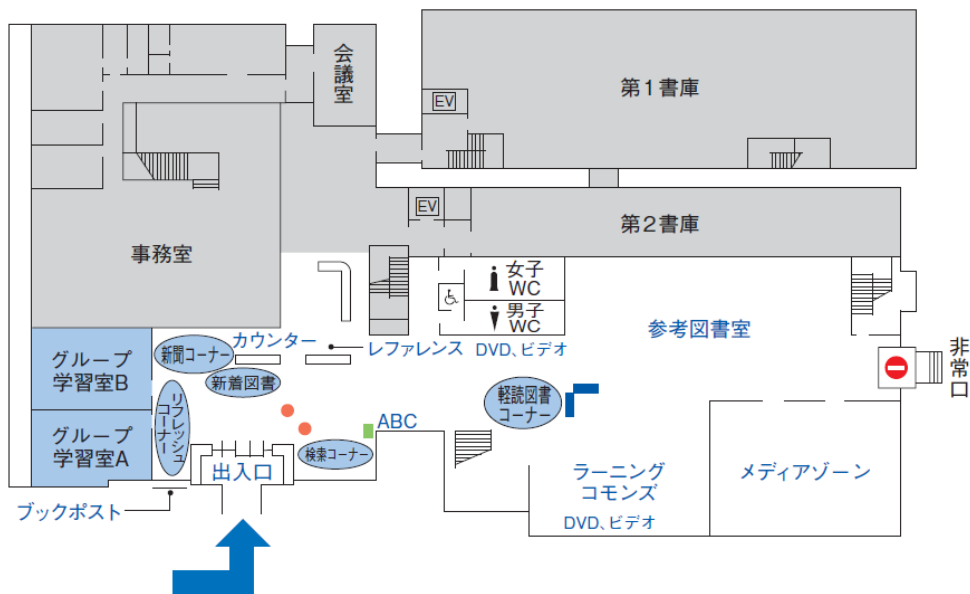 会議室
第1書庫
EV
EV
第2書庫
事務室
女子
WC
男子
WC
参考図書室
カウンター
レファレンス
DVD、ビデオ
非常口
グループ
学習室B
新聞コーナー
新着図書
リフレッシュ
コーナー
軽読図書
コーナー
ABC
グループ
学習室A
検索コーナー
出入口
ラーニング
コモンズ
DVD、ビデオ
メディアゾーン
ブックポスト